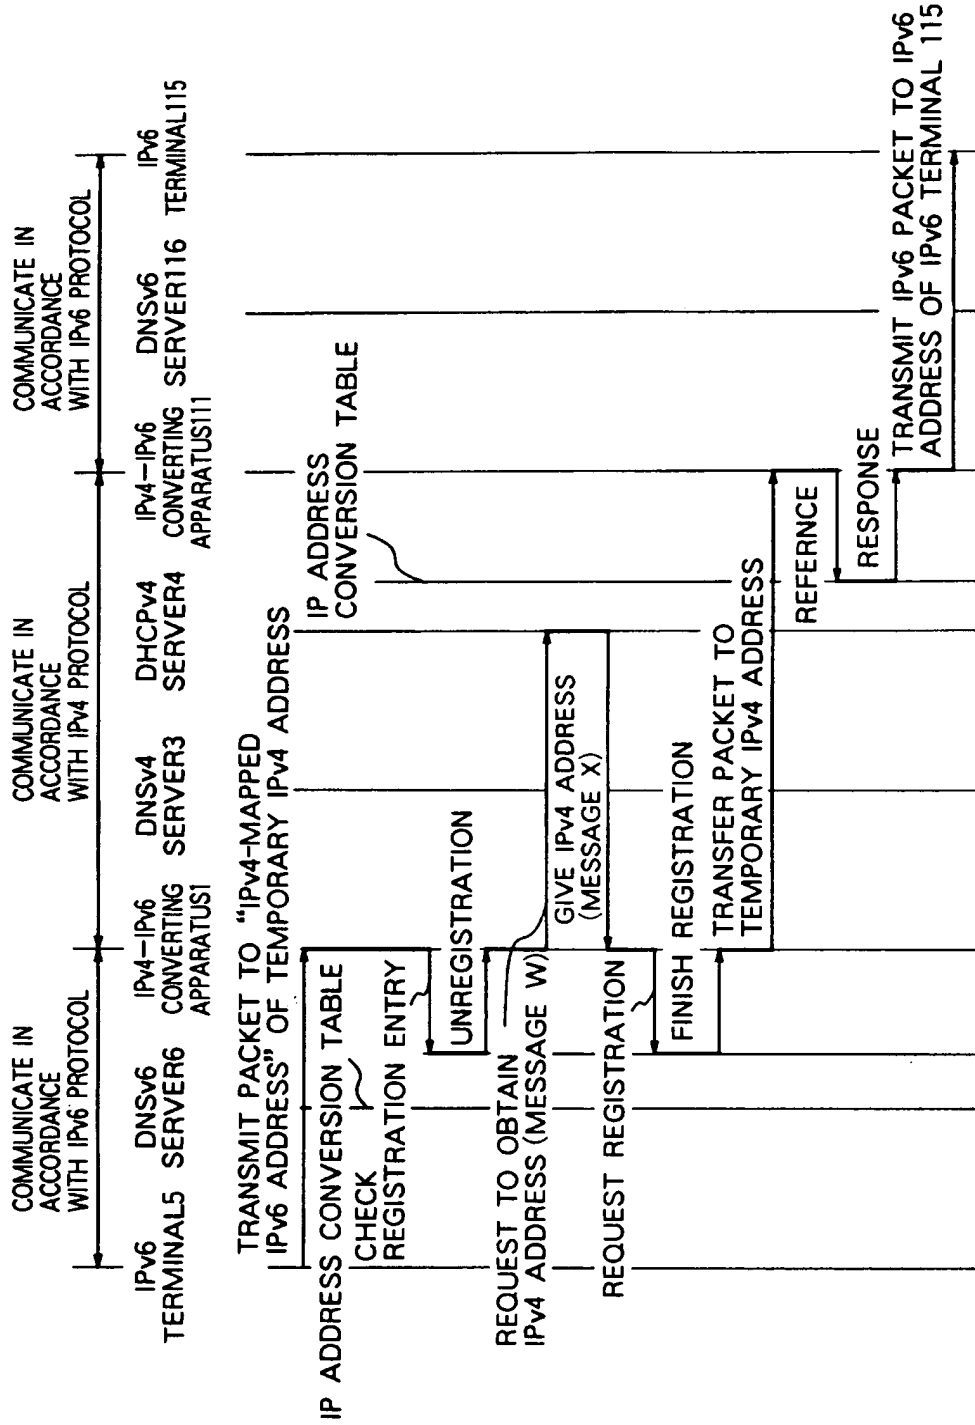 COMMUNICATE IN
ACCORDANCE
WITH IPv6 PROTOCOL
COMMUNICATE IN
ACCORDANCE
WITH IPv4 PROTOCOL
COMMUNICATE IN
ACCORDANCE
WITH IPv6 PROTOCOL
IPv6
TERMINAL5
DNSv6
SERVER6
IPv4-IPv6
CONVERTING
APPARATUS1
DNSv4
SERVER3
DHCPv4
SERVER4
IPv4-IPv6
CONVERTING
APPARATUS111
DNSv6
SERVER116
IPv6
TERMINAL115
TRANSMIT PACKET TO "IPv4-MAPPED
IPv6 ADDRESS" OF TEMPORARY IPv4 ADDRESS
IP ADDRESS CONVERSION TABLE
IP ADDRESS
CONVERSION TABLE
CHECK
REGISTRATION ENTRY
UNREGISTRATION
REQUEST TO OBTAIN
IPv4 ADDRESS (MESSAGE W)
GIVE IPv4 ADDRESS
(MESSAGE X)
REQUEST REGISTRATION
FINISH REGISTRATION
TRANSFER PACKET TO
TEMPORARY IPv4 ADDRESS
REFERNCE
RESPONSE
TRANSMIT IPv6 PACKET TO IPv6
ADDRESS OF IPv6 TERMINAL 115